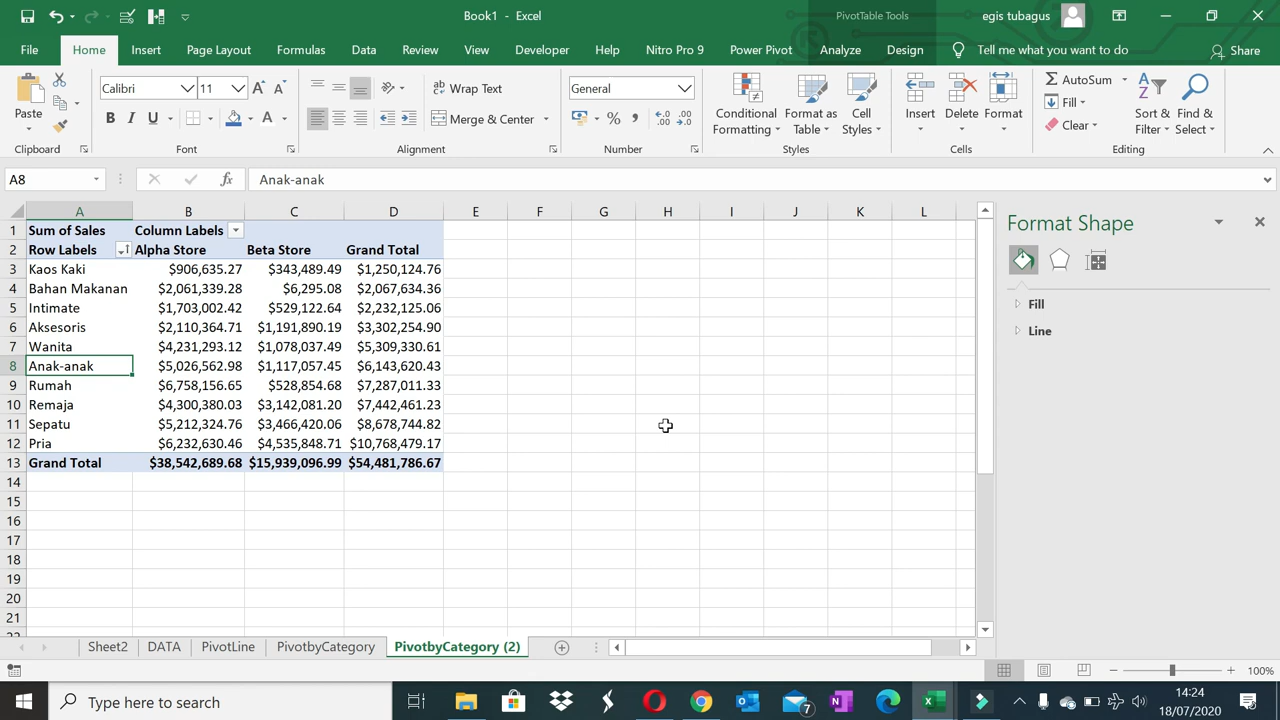 Book1 - Excel
PivotTable Tools
egis tubagus
File Home Insert Page Layout Formulas Data Review View Developer Help Nitro Pro 9 Power Pivot Analyze Design Tell me what you want to do Share
Paste
Clipboard
Calibri 11
B I U
Font
Wrap Text
Merge & Center
Alignment
General
%
Number
Conditional Formatting
Format as Table
Cell Styles
Styles
Insert
Delete
Format
Cells
AutoSum
Fill
Clear
Sort & Filter
Find & Select
Editing
A8 fx Anak-anak
A B C D E F G H I J K L
1 Sum of Sales Column Labels
2 Row Labels Alpha Store Beta Store Grand Total
3 Kaos Kaki $906,635.27 $343,489.49 $1,250,124.76
4 Bahan Makanan $2,061,339.28 $6,295.08 $2,067,634.36
5 Intimate $1,703,002.42 $529,122.64 $2,232,125.06
6 Aksesoris $2,110,364.71 $1,191,890.19 $3,302,254.90
7 Wanita $4,231,293.12 $1,078,037.49 $5,309,330.61
8 Anak-anak $5,026,562.98 $1,117,057.45 $6,143,620.43
9 Rumah $6,758,156.65 $528,854.68 $7,287,011.33
10 Remaja $4,300,380.03 $3,142,081.20 $7,442,461.23
11 Sepatu $5,212,324.76 $3,466,420.06 $8,678,744.82
12 Pria $6,232,630.46 $4,535,848.71 $10,768,479.17
13 Grand Total $38,542,689.68 $15,939,096.99 $54,481,786.67
14
15
16
17
18
19
20
21
Format Shape
Fill
Line
Sheet2 DATA PivotLine PivotbyCategory PivotbyCategory (2)
100%
Type here to search
7
14:24
18/07/2020